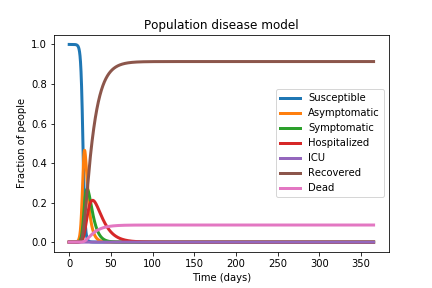 Population disease model
Fraction of people
1.0
0.8
0.6
0.4
0.2
0.0
Susceptible
Asymptomatic
Symptomatic
Hospitalized
ICU
Recovered
Dead
0 50 100 150 200 250 300 350
Time (days)